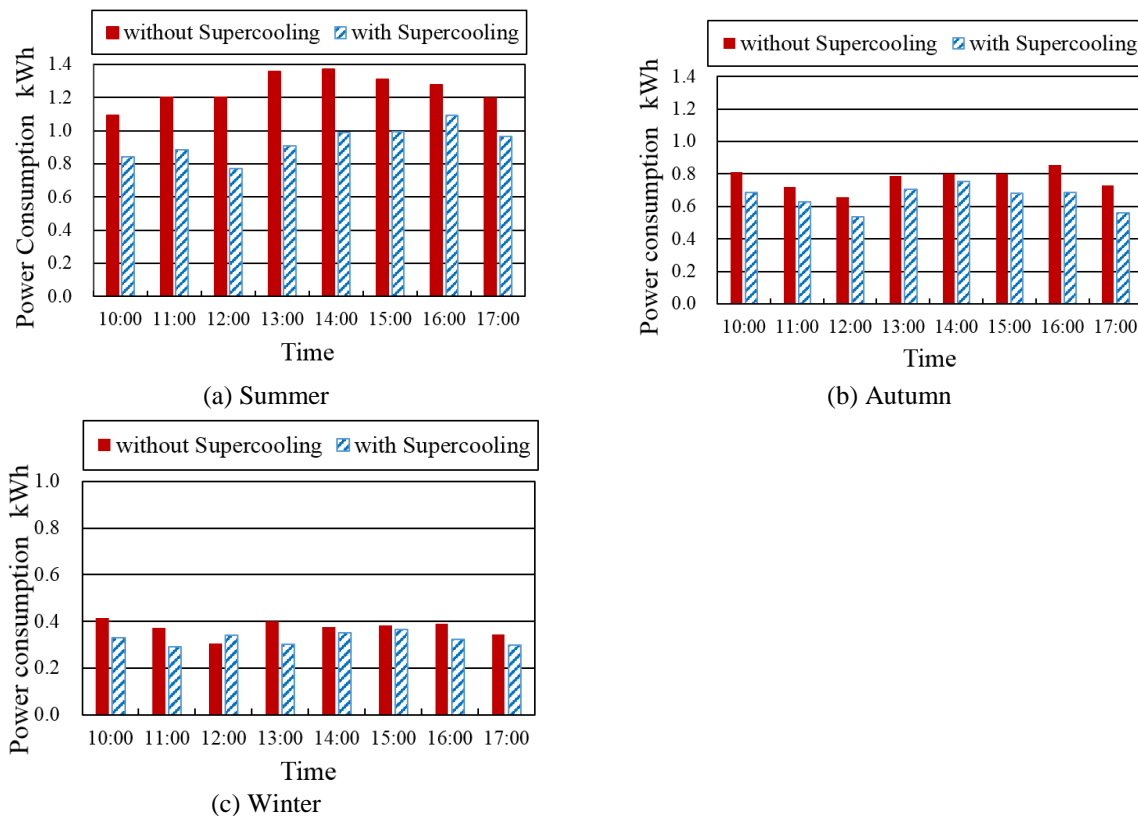 without Supercooling with Supercooling
Power Consumption kWh
1.4
1.2
1.0
0.8
0.6
0.4
0.2
0.0
10:00 11:00 12:00 13:00 14:00 15:00 16:00 17:00
Time
(a) Summer
without Supercooling with Supercooling
Power consumption kWh
1.4
1.2
1.0
0.8
0.6
0.4
0.2
0.0
10:00 11:00 12:00 13:00 14:00 15:00 16:00 17:00
Time
(b) Autumn
without Supercooling with Supercooling
Power consumption kWh
1.0
0.8
0.6
0.4
0.2
0.0
10:00 11:00 12:00 13:00 14:00 15:00 16:00 17:00
Time
(c) Winter